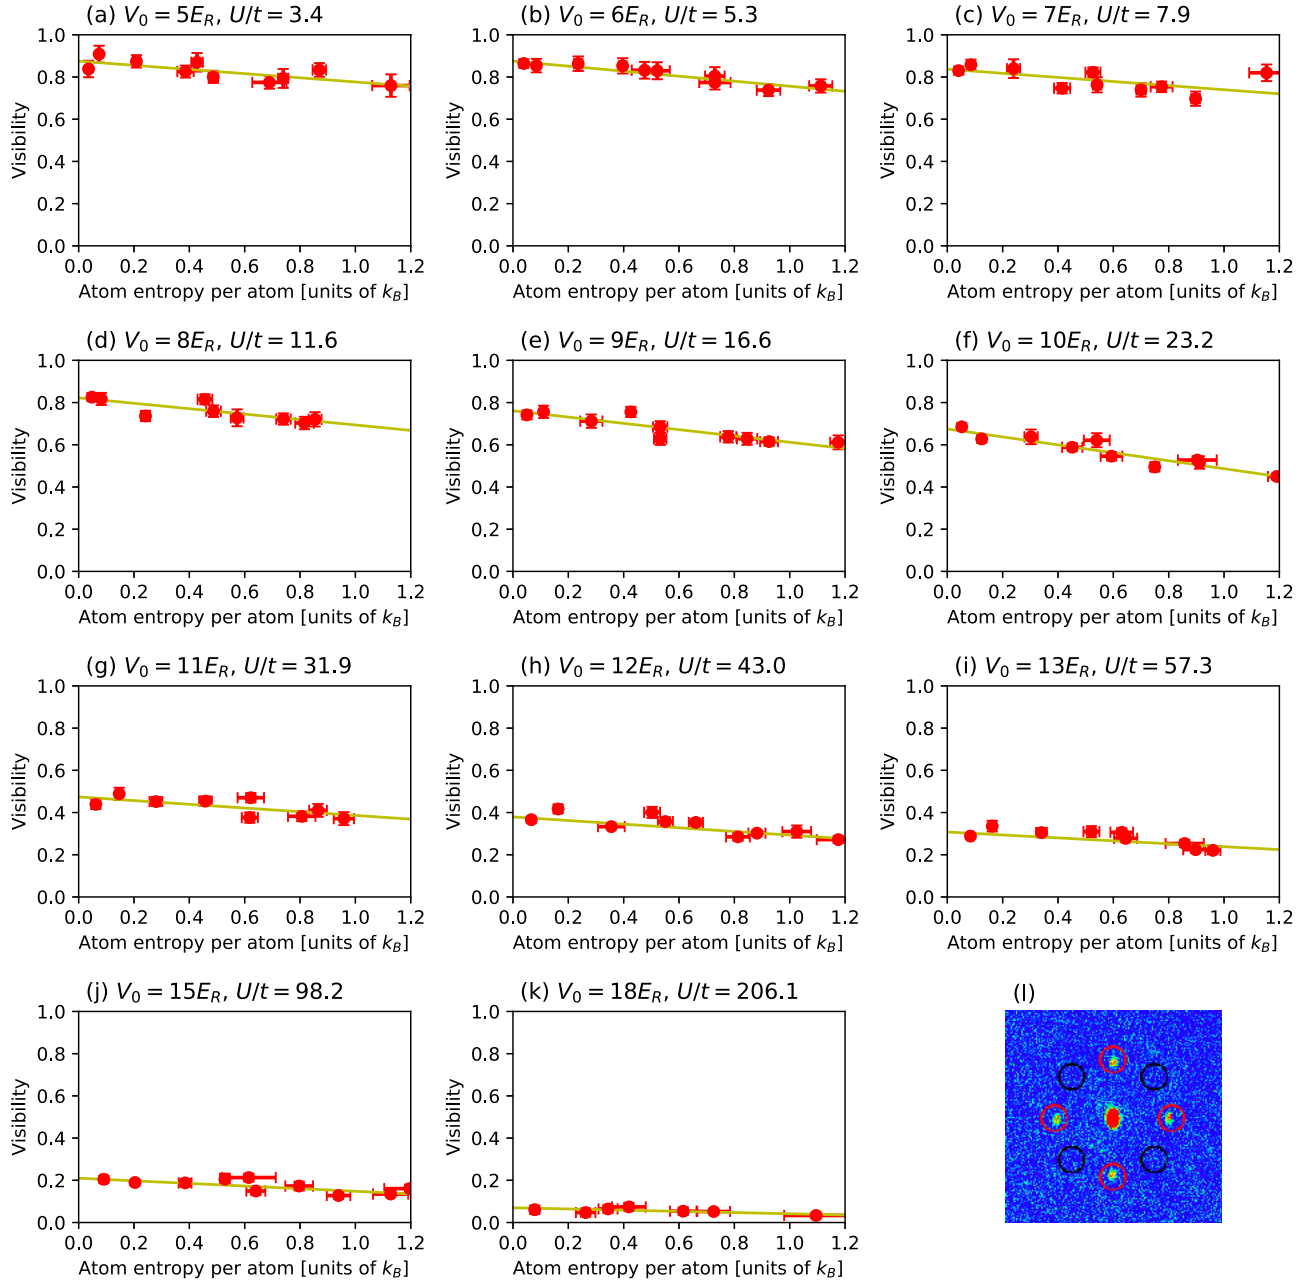 (a) V₀ = 5E_R, U/t = 3.4
(b) V₀ = 6E_R, U/t = 5.3
(c) V₀ = 7E_R, U/t = 7.9
Visibility
1.0
0.8
0.6
0.4
0.2
0.0
0.0 0.2 0.4 0.6 0.8 1.0 1.2
Atom entropy per atom [units of k_B]
Visibility
1.0
0.8
0.6
0.4
0.2
0.0
0.0 0.2 0.4 0.6 0.8 1.0 1.2
Atom entropy per atom [units of k_B]
Visibility
1.0
0.8
0.6
0.4
0.2
0.0
0.0 0.2 0.4 0.6 0.8 1.0 1.2
Atom entropy per atom [units of k_B]
(d) V₀ = 8E_R, U/t = 11.6
(e) V₀ = 9E_R, U/t = 16.6
(f) V₀ = 10E_R, U/t = 23.2
Visibility
1.0
0.8
0.6
0.4
0.2
0.0
0.0 0.2 0.4 0.6 0.8 1.0 1.2
Atom entropy per atom [units of k_B]
Visibility
1.0
0.8
0.6
0.4
0.2
0.0
0.0 0.2 0.4 0.6 0.8 1.0 1.2
Atom entropy per atom [units of k_B]
Visibility
1.0
0.8
0.6
0.4
0.2
0.0
0.0 0.2 0.4 0.6 0.8 1.0 1.2
Atom entropy per atom [units of k_B]
(g) V₀ = 11E_R, U/t = 31.9
(h) V₀ = 12E_R, U/t = 43.0
(i) V₀ = 13E_R, U/t = 57.3
Visibility
1.0
0.8
0.6
0.4
0.2
0.0
0.0 0.2 0.4 0.6 0.8 1.0 1.2
Atom entropy per atom [units of k_B]
Visibility
1.0
0.8
0.6
0.4
0.2
0.0
0.0 0.2 0.4 0.6 0.8 1.0 1.2
Atom entropy per atom [units of k_B]
Visibility
1.0
0.8
0.6
0.4
0.2
0.0
0.0 0.2 0.4 0.6 0.8 1.0 1.2
Atom entropy per atom [units of k_B]
(j) V₀ = 15E_R, U/t = 98.2
(k) V₀ = 18E_R, U/t = 206.1
(l)
Visibility
1.0
0.8
0.6
0.4
0.2
0.0
0.0 0.2 0.4 0.6 0.8 1.0 1.2
Atom entropy per atom [units of k_B]
Visibility
1.0
0.8
0.6
0.4
0.2
0.0
0.0 0.2 0.4 0.6 0.8 1.0 1.2
Atom entropy per atom [units of k_B]